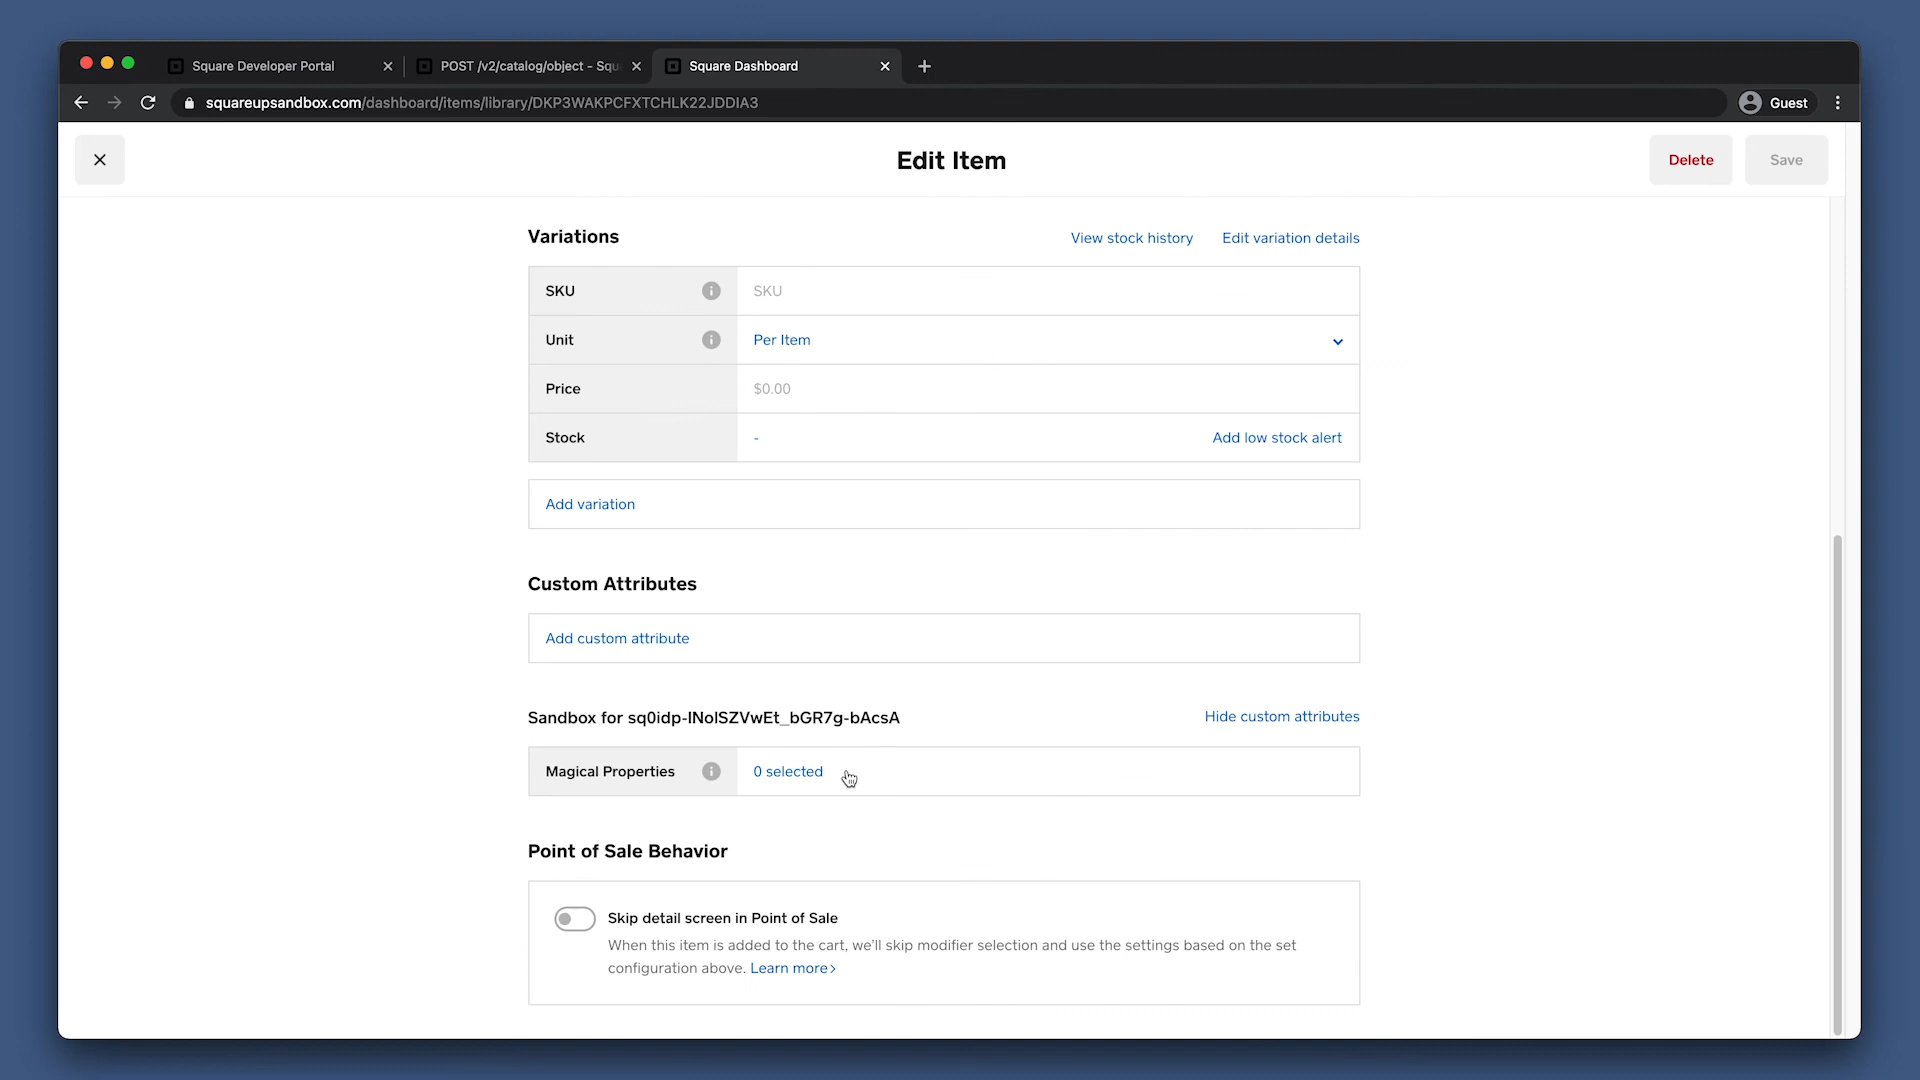 Square Developer Portal
POST /v2/catalog/object - Squ
Square Dashboard
squareupsandbox.com/dashboard/items/library/DKP3WAKPCFXTCHLK22JDDIA3
Guest
Edit Item
Delete
Save
Variations
View stock history
Edit variation details
SKU
SKU
Unit
Per Item
Price
$0.00
Stock
-
Add low stock alert
Add variation
Custom Attributes
Add custom attribute
Sandbox for sq0idp-INolSZVwEt_bGR7g-bAcsA
Hide custom attributes
Magical Properties
0 selected
Point of Sale Behavior
Skip detail screen in Point of Sale
When this item is added to the cart, we'll skip modifier selection and use the settings based on the set
configuration above. Learn more>